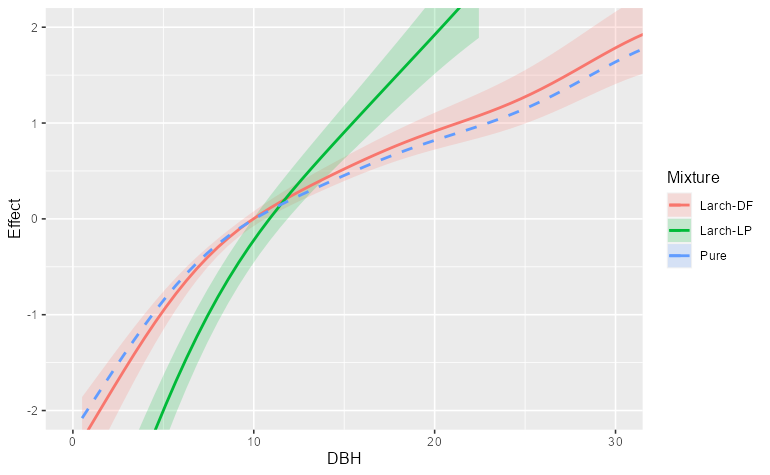 2
1
0
-1
-2
Effect
0
10
20
30
DBH
Mixture
Larch-DF
Larch-LP
Pure